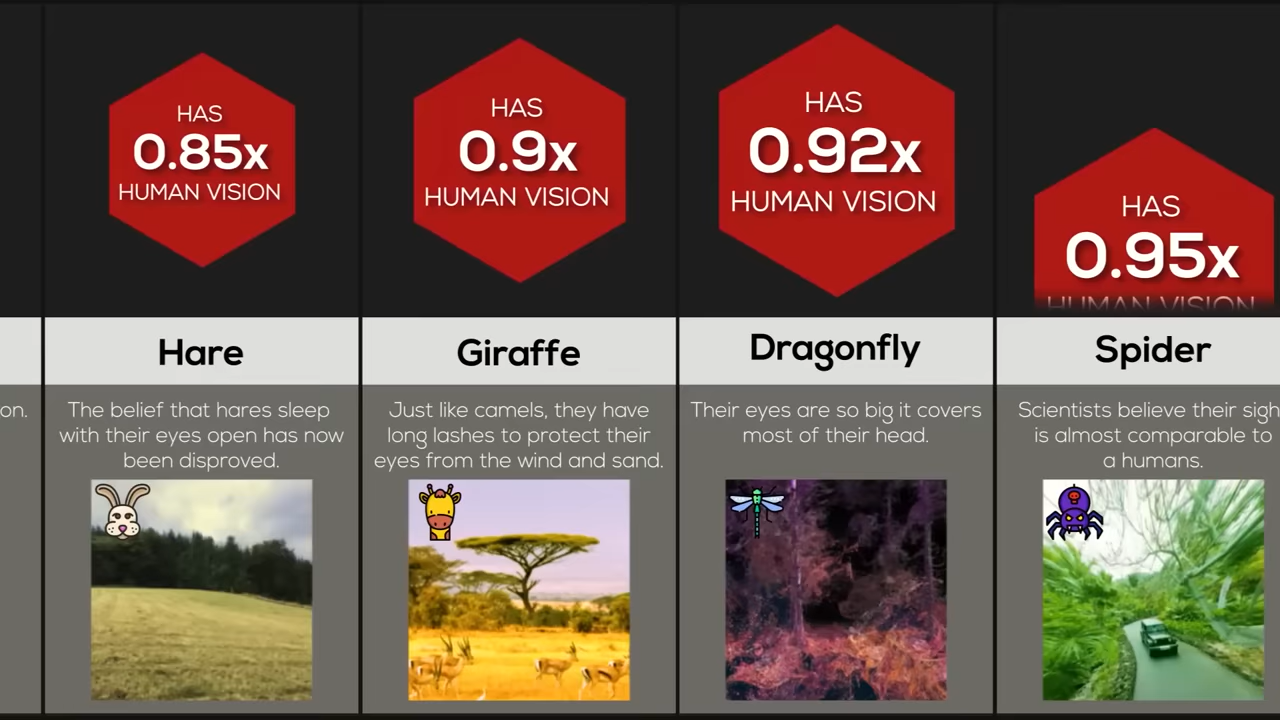 HAS
0.85x
HUMAN VISION
Hare
The belief that hares sleep
with their eyes open has now
been disproved.
HAS
0.9x
HUMAN VISION
Giraffe
Just like camels, they have
long lashes to protect their
eyes from the wind and sand.
HAS
0.92x
HUMAN VISION
Dragonfly
Their eyes are so big it covers
most of their head.
HAS
0.95x
HUMAN VISION
Spider
Scientists believe their sigh
is almost comparable to
a humans.
on.